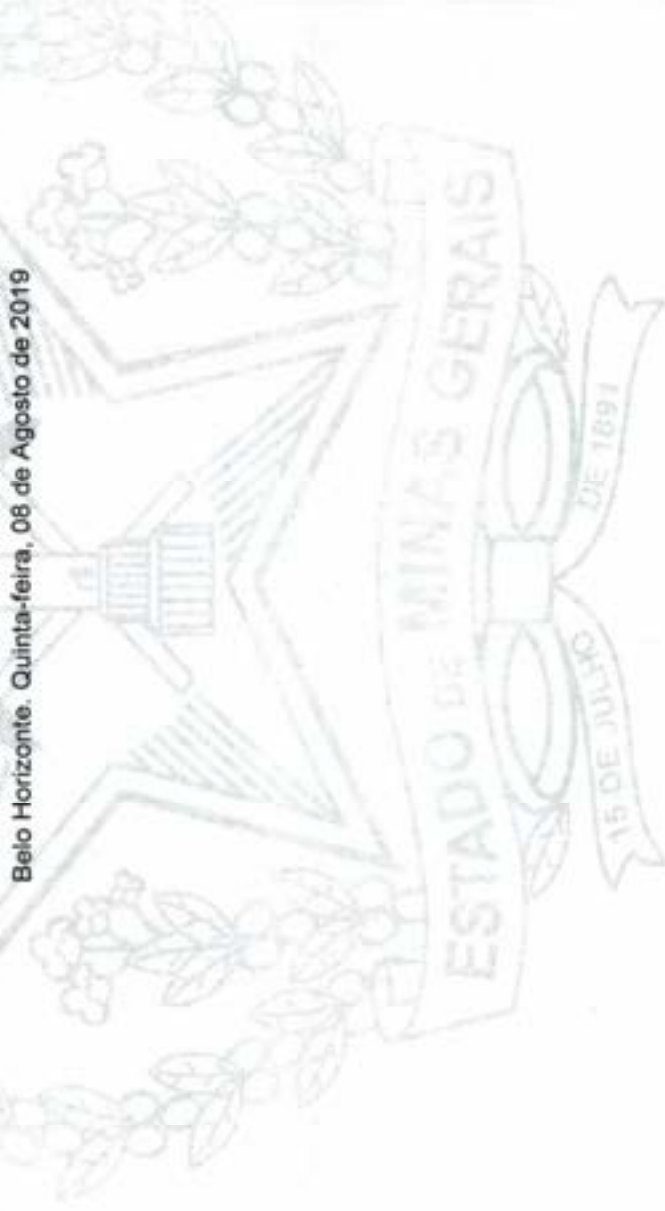 Belo Horizonte. Quinta-feira, 08 de Agosto de 2019
ESTADO DE MINAS GERAIS
15 DE JULHO DE 1891